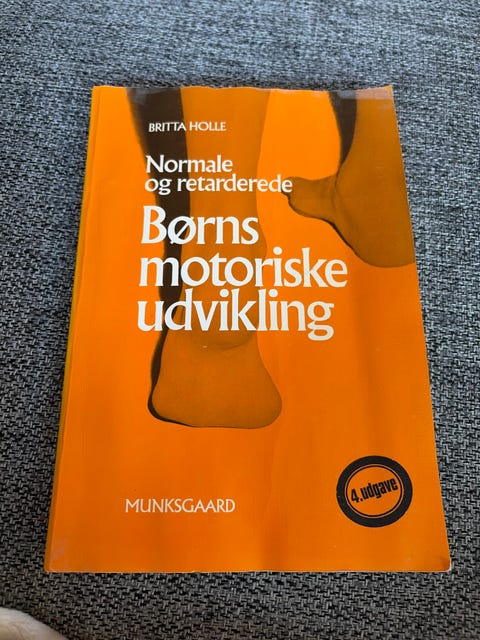 BRITTA HOLLE
Normale
og retarderede
Børns
motoriske
udvikling
4. udgave
MUNKSGAARD